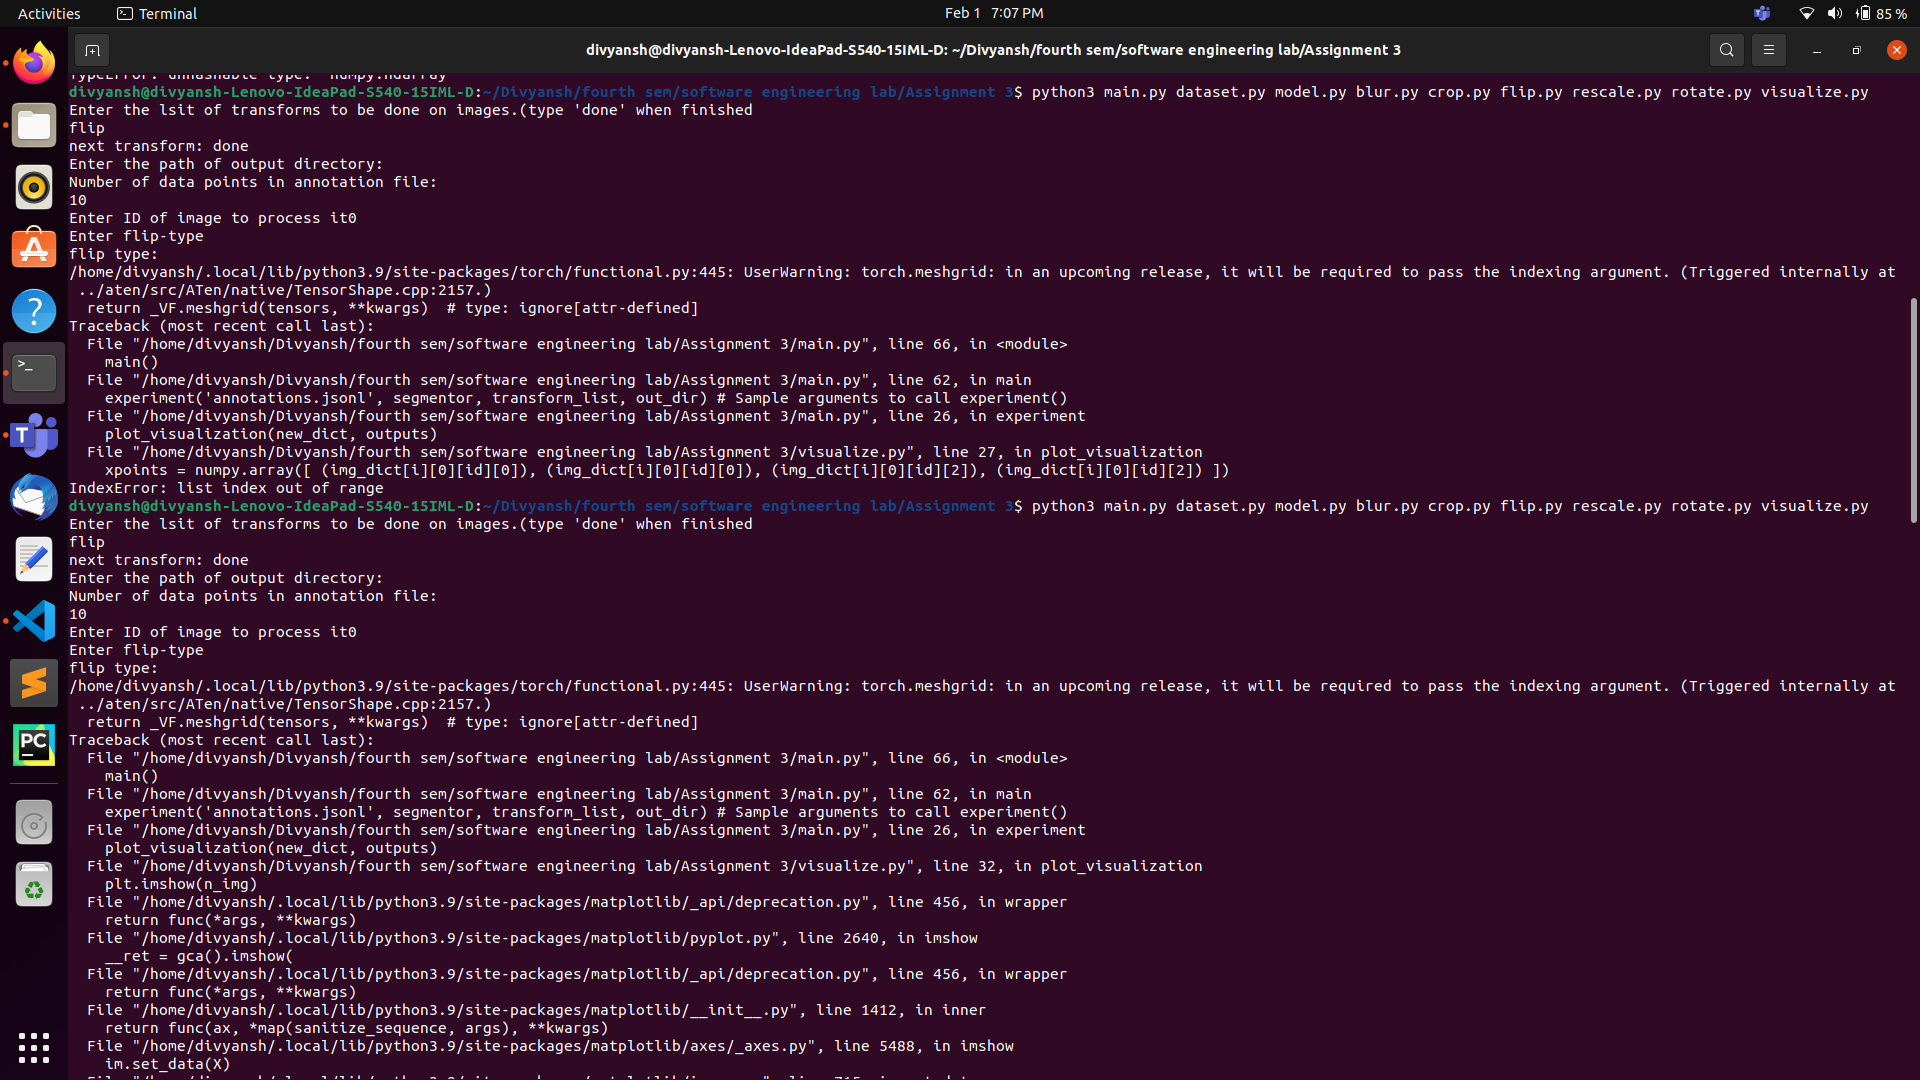 Activities
Terminal
Feb 1 7:07 PM
85 %
divyansh@divyansh-Lenovo-IdeaPad-S540-15IML-D: ~/Divyansh/fourth sem/software engineering lab/Assignment 3
TypeError: unhashable type: 'numpy.ndarray'
divyansh@divyansh-Lenovo-IdeaPad-S540-15IML-D:~/Divyansh/fourth sem/software engineering lab/Assignment 3$ python3 main.py dataset.py model.py blur.py crop.py flip.py rescale.py rotate.py visualize.py
Enter the lsit of transforms to be done on images.(type 'done' when finished
flip
next transform: done
Enter the path of output directory:
Number of data points in annotation file:
10
Enter ID of image to process it0
Enter flip-type
flip type:
/home/divyansh/.local/lib/python3.9/site-packages/torch/functional.py:445: UserWarning: torch.meshgrid: in an upcoming release, it will be required to pass the indexing argument. (Triggered internally at
../aten/src/ATen/native/TensorShape.cpp:2157.)
return _VF.meshgrid(tensors, **kwargs)  # type: ignore[attr-defined]
Traceback (most recent call last):
File "/home/divyansh/Divyansh/fourth sem/software engineering lab/Assignment 3/main.py", line 66, in <module>
main()
File "/home/divyansh/Divyansh/fourth sem/software engineering lab/Assignment 3/main.py", line 62, in main
experiment('annotations.jsonl', segmentor, transform_list, out_dir) # Sample arguments to call experiment()
File "/home/divyansh/Divyansh/fourth sem/software engineering lab/Assignment 3/main.py", line 26, in experiment
plot_visualization(new_dict, outputs)
File "/home/divyansh/Divyansh/fourth sem/software engineering lab/Assignment 3/visualize.py", line 27, in plot_visualization
xpoints = numpy.array([ (img_dict[i][0][id][0]), (img_dict[i][0][id][0]), (img_dict[i][0][id][2]), (img_dict[i][0][id][2]) ])
IndexError: list index out of range
divyansh@divyansh-Lenovo-IdeaPad-S540-15IML-D:~/Divyansh/fourth sem/software engineering lab/Assignment 3$ python3 main.py dataset.py model.py blur.py crop.py flip.py rescale.py rotate.py visualize.py
Enter the lsit of transforms to be done on images.(type 'done' when finished
flip
next transform: done
Enter the path of output directory:
Number of data points in annotation file:
10
Enter ID of image to process it0
Enter flip-type
flip type:
/home/divyansh/.local/lib/python3.9/site-packages/torch/functional.py:445: UserWarning: torch.meshgrid: in an upcoming release, it will be required to pass the indexing argument. (Triggered internally at
../aten/src/ATen/native/TensorShape.cpp:2157.)
return _VF.meshgrid(tensors, **kwargs)  # type: ignore[attr-defined]
Traceback (most recent call last):
File "/home/divyansh/Divyansh/fourth sem/software engineering lab/Assignment 3/main.py", line 66, in <module>
main()
File "/home/divyansh/Divyansh/fourth sem/software engineering lab/Assignment 3/main.py", line 62, in main
experiment('annotations.jsonl', segmentor, transform_list, out_dir) # Sample arguments to call experiment()
File "/home/divyansh/Divyansh/fourth sem/software engineering lab/Assignment 3/main.py", line 26, in experiment
plot_visualization(new_dict, outputs)
File "/home/divyansh/Divyansh/fourth sem/software engineering lab/Assignment 3/visualize.py", line 32, in plot_visualization
plt.imshow(n_img)
File "/home/divyansh/.local/lib/python3.9/site-packages/matplotlib/_api/deprecation.py", line 456, in wrapper
return func(*args, **kwargs)
File "/home/divyansh/.local/lib/python3.9/site-packages/matplotlib/pyplot.py", line 2640, in imshow
__ret = gca().imshow(
File "/home/divyansh/.local/lib/python3.9/site-packages/matplotlib/_api/deprecation.py", line 456, in wrapper
return func(*args, **kwargs)
File "/home/divyansh/.local/lib/python3.9/site-packages/matplotlib/__init__.py", line 1412, in inner
return func(ax, *map(sanitize_sequence, args), **kwargs)
File "/home/divyansh/.local/lib/python3.9/site-packages/matplotlib/axes/_axes.py", line 5488, in imshow
im.set_data(X)